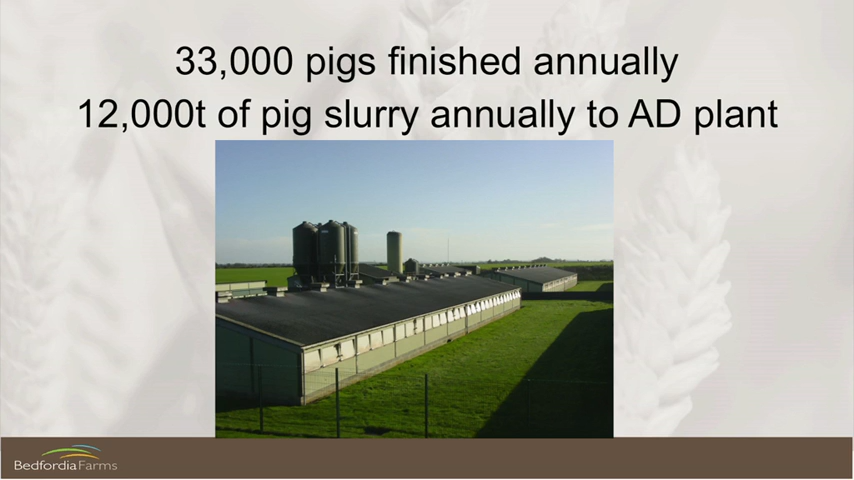 33,000 pigs finished annually
12,000t of pig slurry annually to AD plant
BedfordiaFarms